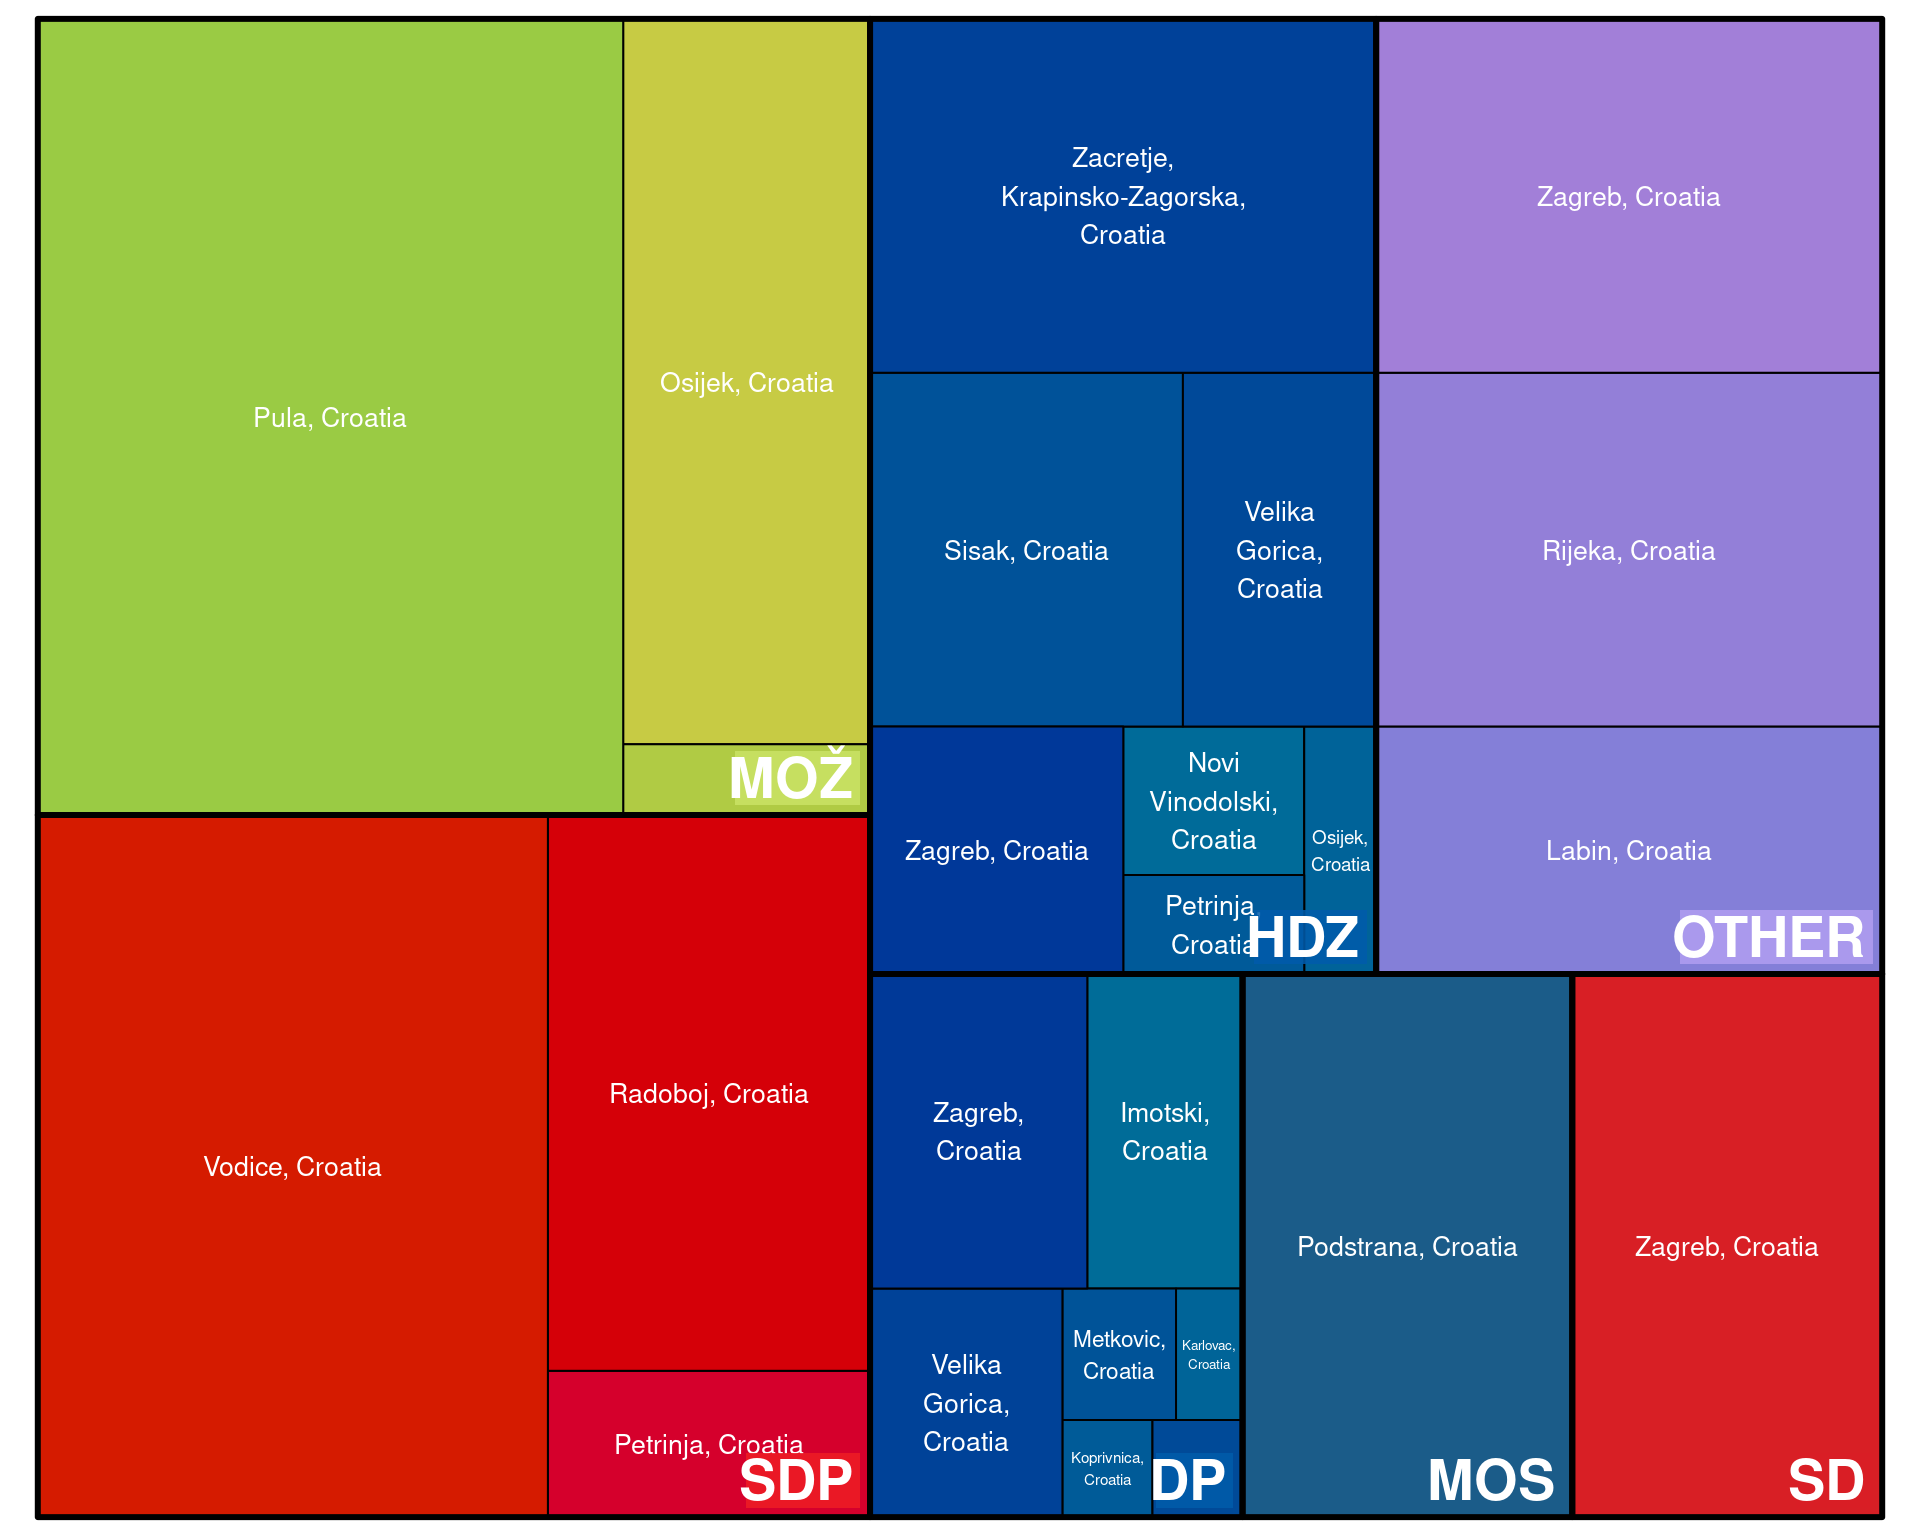 Pula, Croatia
Osijek, Croatia
MOŽ
Zacretje,
Krapinsko-Zagorska,
Croatia
Sisak, Croatia
Velika
Gorica,
Croatia
Zagreb, Croatia
Novi
Vinodolski,
Croatia
Osijek,
Croatia
Petrinja,
Croatia
HDZ
Zagreb, Croatia
Rijeka, Croatia
Labin, Croatia
OTHER
Vodice, Croatia
Radoboj, Croatia
Petrinja, Croatia
SDP
Zagreb,
Croatia
Imotski,
Croatia
Velika
Gorica,
Croatia
Metkovic,
Croatia
Karlovac,
Croatia
Koprivnica,
Croatia
DP
Podstrana, Croatia
MOS
Zagreb, Croatia
SD